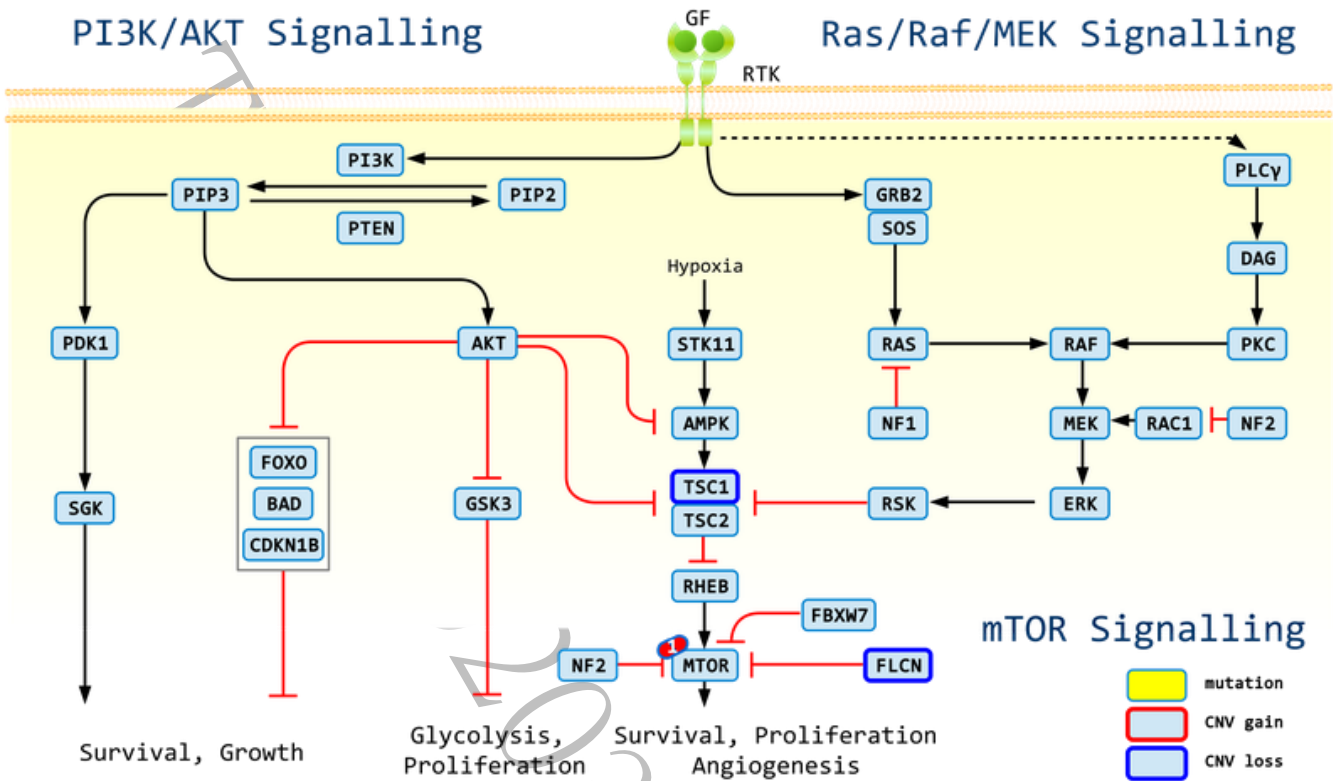 PI3K/AKT Signalling
GF
Ras/Raf/MEK Signalling
RTK
PI3K
PLCγ
PIP3
PIP2
GRB2
PTEN
SOS
DAG
Hypoxia
PDK1
AKT
STK11
RAS
RAF
PKC
AMPK
NF1
MEK
RAC1
NF2
FOXO
BAD
CDKN1B
SGK
GSK3
TSC1
TSC2
RSK
ERK
RHEB
FBXW7
mTOR Signalling
1
NF2
MTOR
FLCN
mutation
CNV gain
CNV loss
Survival, Growth
Glycolysis,
Proliferation
Survival, Proliferation
Angiogenesis